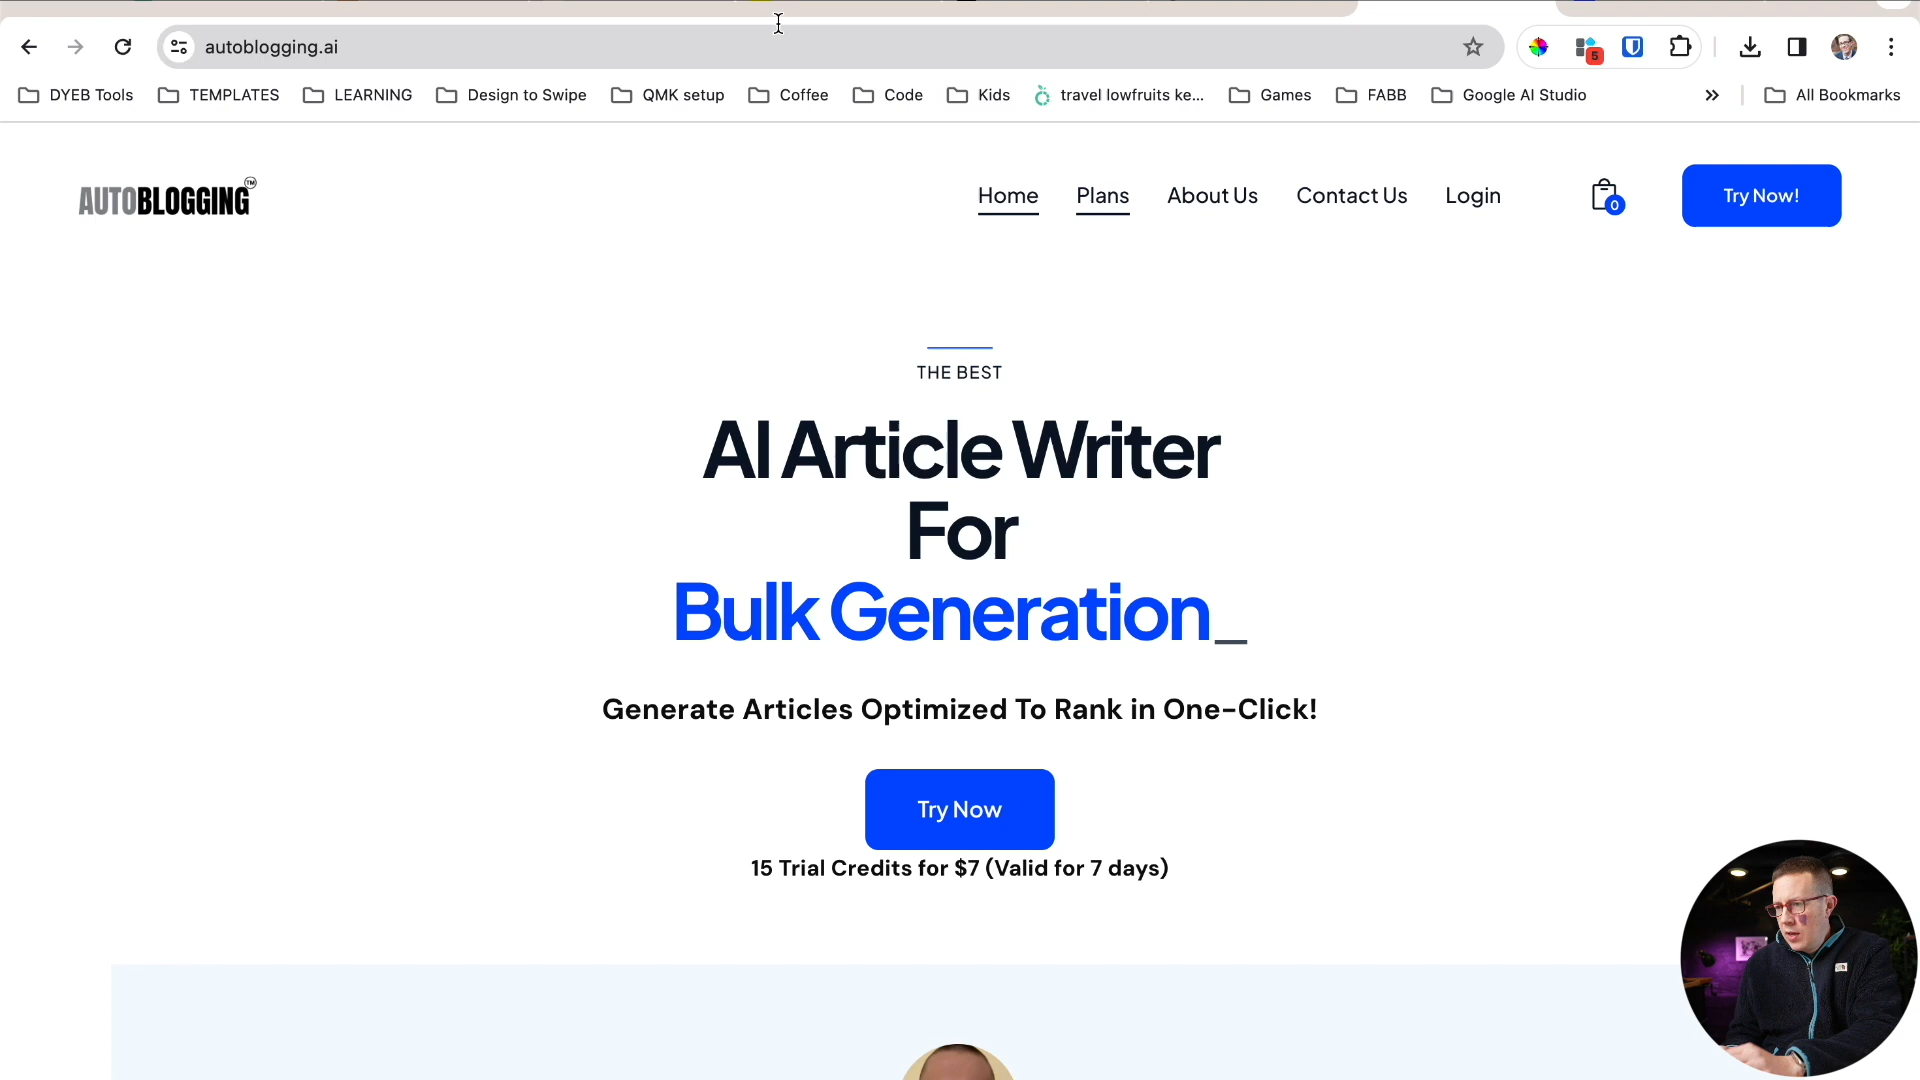 autoblogging.ai
5
DYEB Tools
TEMPLATES
LEARNING
Design to Swipe
QMK setup
Coffee
Code
Kids
travel lowfruits ke...
Games
FABB
Google AI Studio
All Bookmarks
AUTOBLOGGING TM
Home
Plans
About Us
Contact Us
Login
0
Try Now!
THE BEST
AI Article Writer
For
Bulk Generation_
Generate Articles Optimized To Rank in One-Click!
Try Now
15 Trial Credits for $7 (Valid for 7 days)